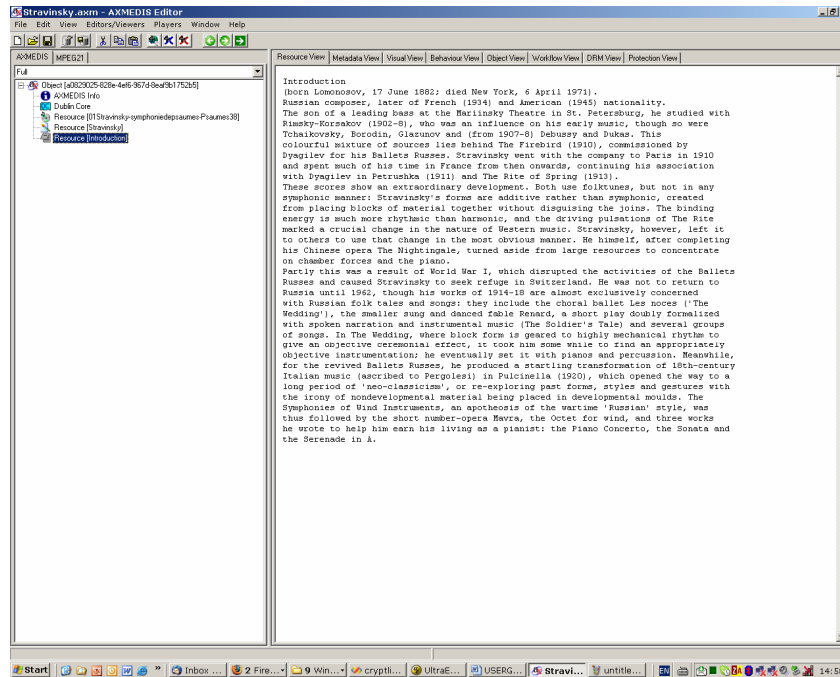 Stravinsky.axm - AXMEDIS Editor
File Edit View Editors/Viewers Players Window Help
AXMEDIS MPEG21
Full
Object [a0829025-828e-4ef6-967d-8eaf9b1752b5]
AXMEDIS Info
Dublin Core
Resource [01Stravinsky-symphoniedepsaumes-Psaumes38]
Resource [Stravinsky]
Resource [Introduction]
Resource View Metadata View Visual View Behaviour View Object View Workflow View DRM View Protection View
Introduction
(born Lomonosov, 17 June 1882; died New York, 6 April 1971).
Russian composer, later of French (1934) and American (1945) nationality.
The son of a leading bass at the Mariinsky Theatre in St. Petersburg, he studied with
Rimsky-Korsakov (1902-8), who was an influence on his early music, though so were
Tchaikovsky, Borodin, Glazunov and (from 1907-8) Debussy and Dukas. This
colourful mixture of sources lies behind The Firebird (1910), commissioned by
Dyagilev for his Ballets Russes. Stravinsky went with the company to Paris in 1910
and spent much of his time in France from then onwards, continuing his association
with Dyagilev in Petrushka (1911) and The Rite of Spring (1913).
These scores show an extraordinary development. Both use folktunes, but not in any
symphonic manner: Stravinsky's forms are additive rather than symphonic, created
from placing blocks of material together without disguising the joins. The binding
energy is much more rhythmic than harmonic, and the driving pulsations of The Rite
marked a crucial change in the nature of Western music. Stravinsky, however, left it
to others to use that change in the most obvious manner. He himself, after completing
his Chinese opera The Nightingale, turned aside from large resources to concentrate
on chamber forces and the piano.
Partly this was a result of World War I, which disrupted the activities of the Ballets
Russes and caused Stravinsky to seek refuge in Switzerland. He was not to return to
Russia until 1962, though his works of 1914-18 are almost exclusively concerned
with Russian folk tales and songs: they include the choral ballet Les noces ('The
Wedding'), the smaller sung and danced fable Renard, a short play doubly formalized
with spoken narration and instrumental music (The Soldier's Tale) and several groups
of songs. In The Wedding, where block form is geared to highly mechanical rhythm to
give an objective ceremonial effect, it took him some while to find an appropriately
objective instrumentation; he eventually set it with pianos and percussion. Meanwhile,
for the revived Ballets Russes, he produced a startling transformation of 18th-century
Italian music (ascribed to Pergolesi) in Pulcinella (1920), which opened the way to a
long period of 'neo-classicism', or re-exploring past forms, styles and gestures with
the irony of nondevelopmental material being placed in developmental moulds. The
Symphonies of Wind Instruments, an apotheosis of the wartime 'Russian' style, was
thus followed by the short number-opera Mavra, the Octet for wind, and three works
he wrote to help him earn his living as a pianist: the Piano Concerto, the Sonata and
the Serenade in A.
Start » Inbox ... 2 Fire... 9 Win... cryptli... UltraE... USERG... Stravi... untitle... EN